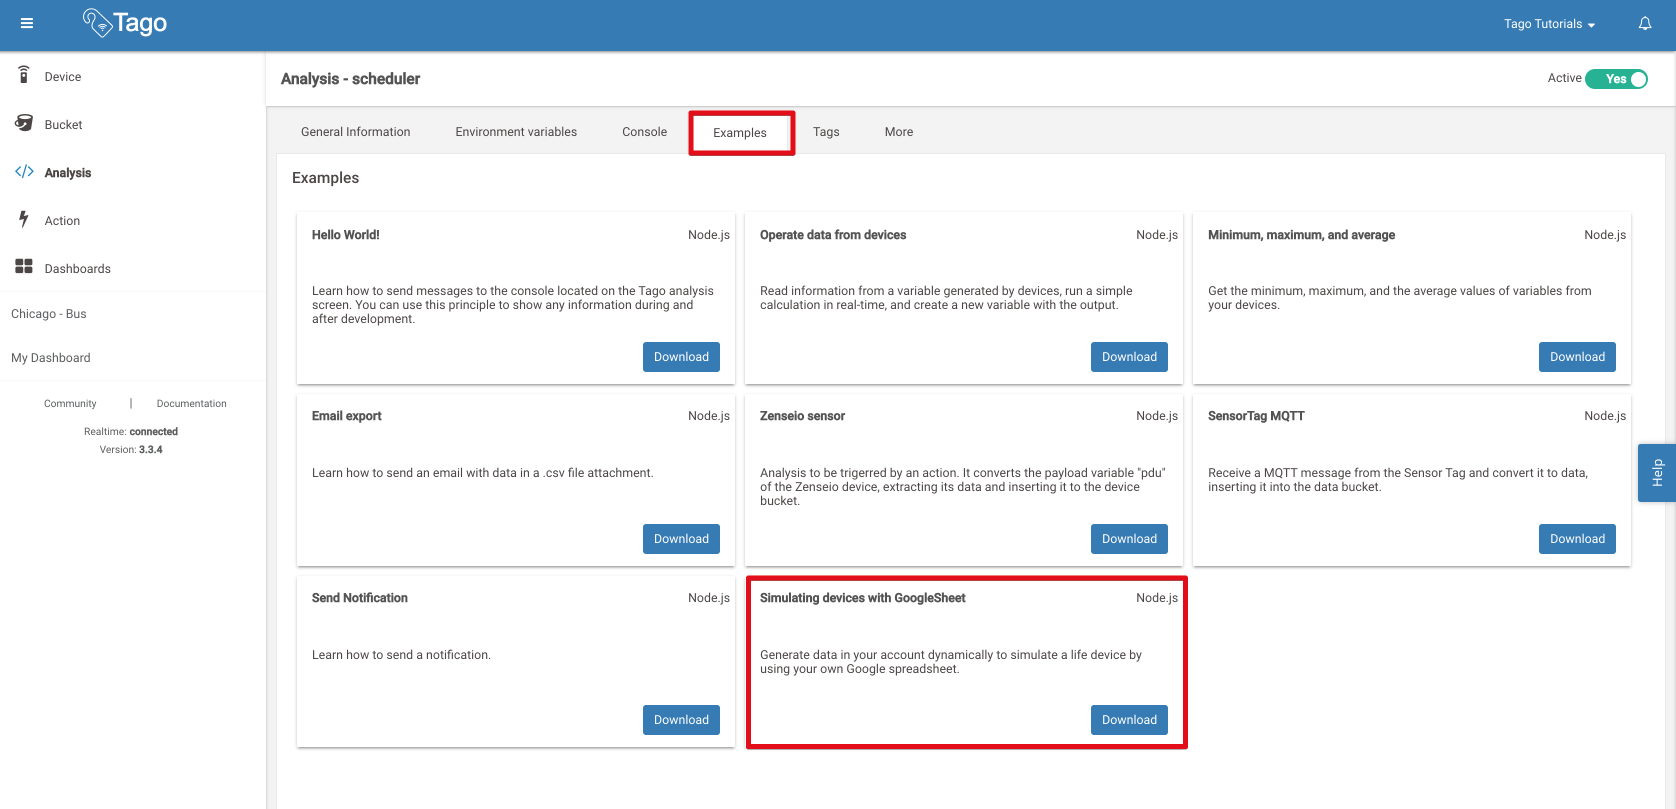 Tago
Tago Tutorials
Device
Bucket
Analysis
Action
Dashboards
Chicago - Bus
My Dashboard
Community | Documentation
Realtime: connected
Version: 3.3.4
Analysis - scheduler
Active Yes
General Information Environment variables Console Examples Tags More
Examples
Hello World! Node.js
Learn how to send messages to the console located on the Tago analysis
screen. You can use this principle to show any information during and
after development.
Download
Operate data from devices Node.js
Read information from a variable generated by devices, run a simple
calculation in real-time, and create a new variable with the output.
Download
Minimum, maximum, and average Node.js
Get the minimum, maximum, and the average values of variables from
your devices.
Download
Email export Node.js
Learn how to send an email with data in a .csv file attachment.
Download
Zenseio sensor Node.js
Analysis to be trigerred by an action. It converts the payload variable "pdu"
of the Zenseio device, extracting its data and inserting it to the device
bucket.
Download
SensorTag MQTT Node.js
Receive a MQTT message from the Sensor Tag and convert it to data,
inserting it into the data bucket.
Download
Send Notification Node.js
Learn how to send a notification.
Download
Simulating devices with GoogleSheet Node.js
Generate data in your account dynamically to simulate a life device by
using your own Google spreadsheet.
Download
Help